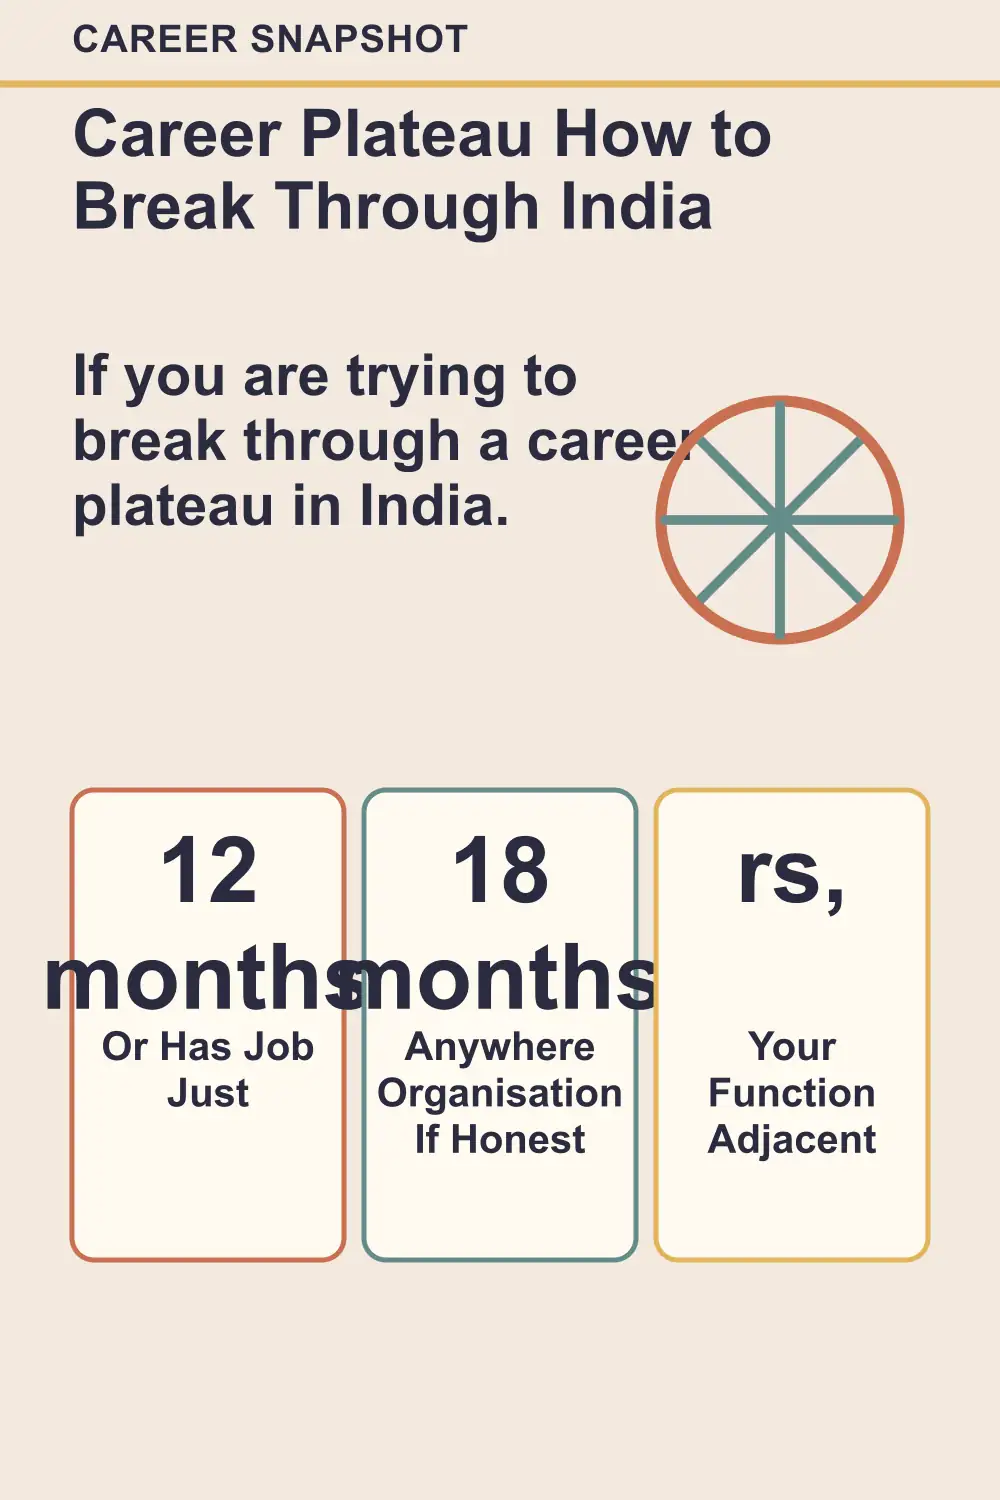 CAREER SNAPSHOT
Career Plateau How to
Break Through India
If you are trying to
break through a career
plateau in India.
12
months
Or Has Job
Just
18
months
Anywhere
Organisation
If Honest
rs,
Your
Function
Adjacent